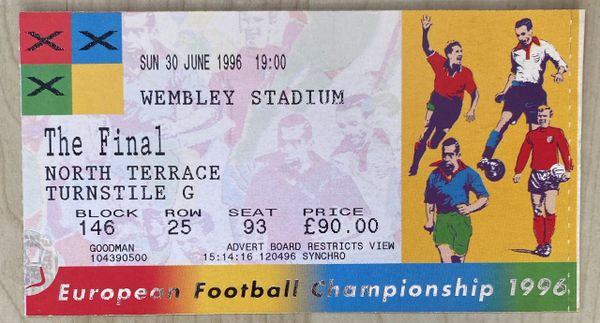 SUN 30 JUNE 1996 19:00
WEMBLEY STADIUM
The Final
NORTH TERRACE
TURNSTILE G
BLOCK ROW SEAT PRICE
146 25 93 £90.00
GOODMAN ADVERT BOARD RESTRICTS VIEW
104390500 15:14:16 120496 SYNCHRO
European Football Championship 1996